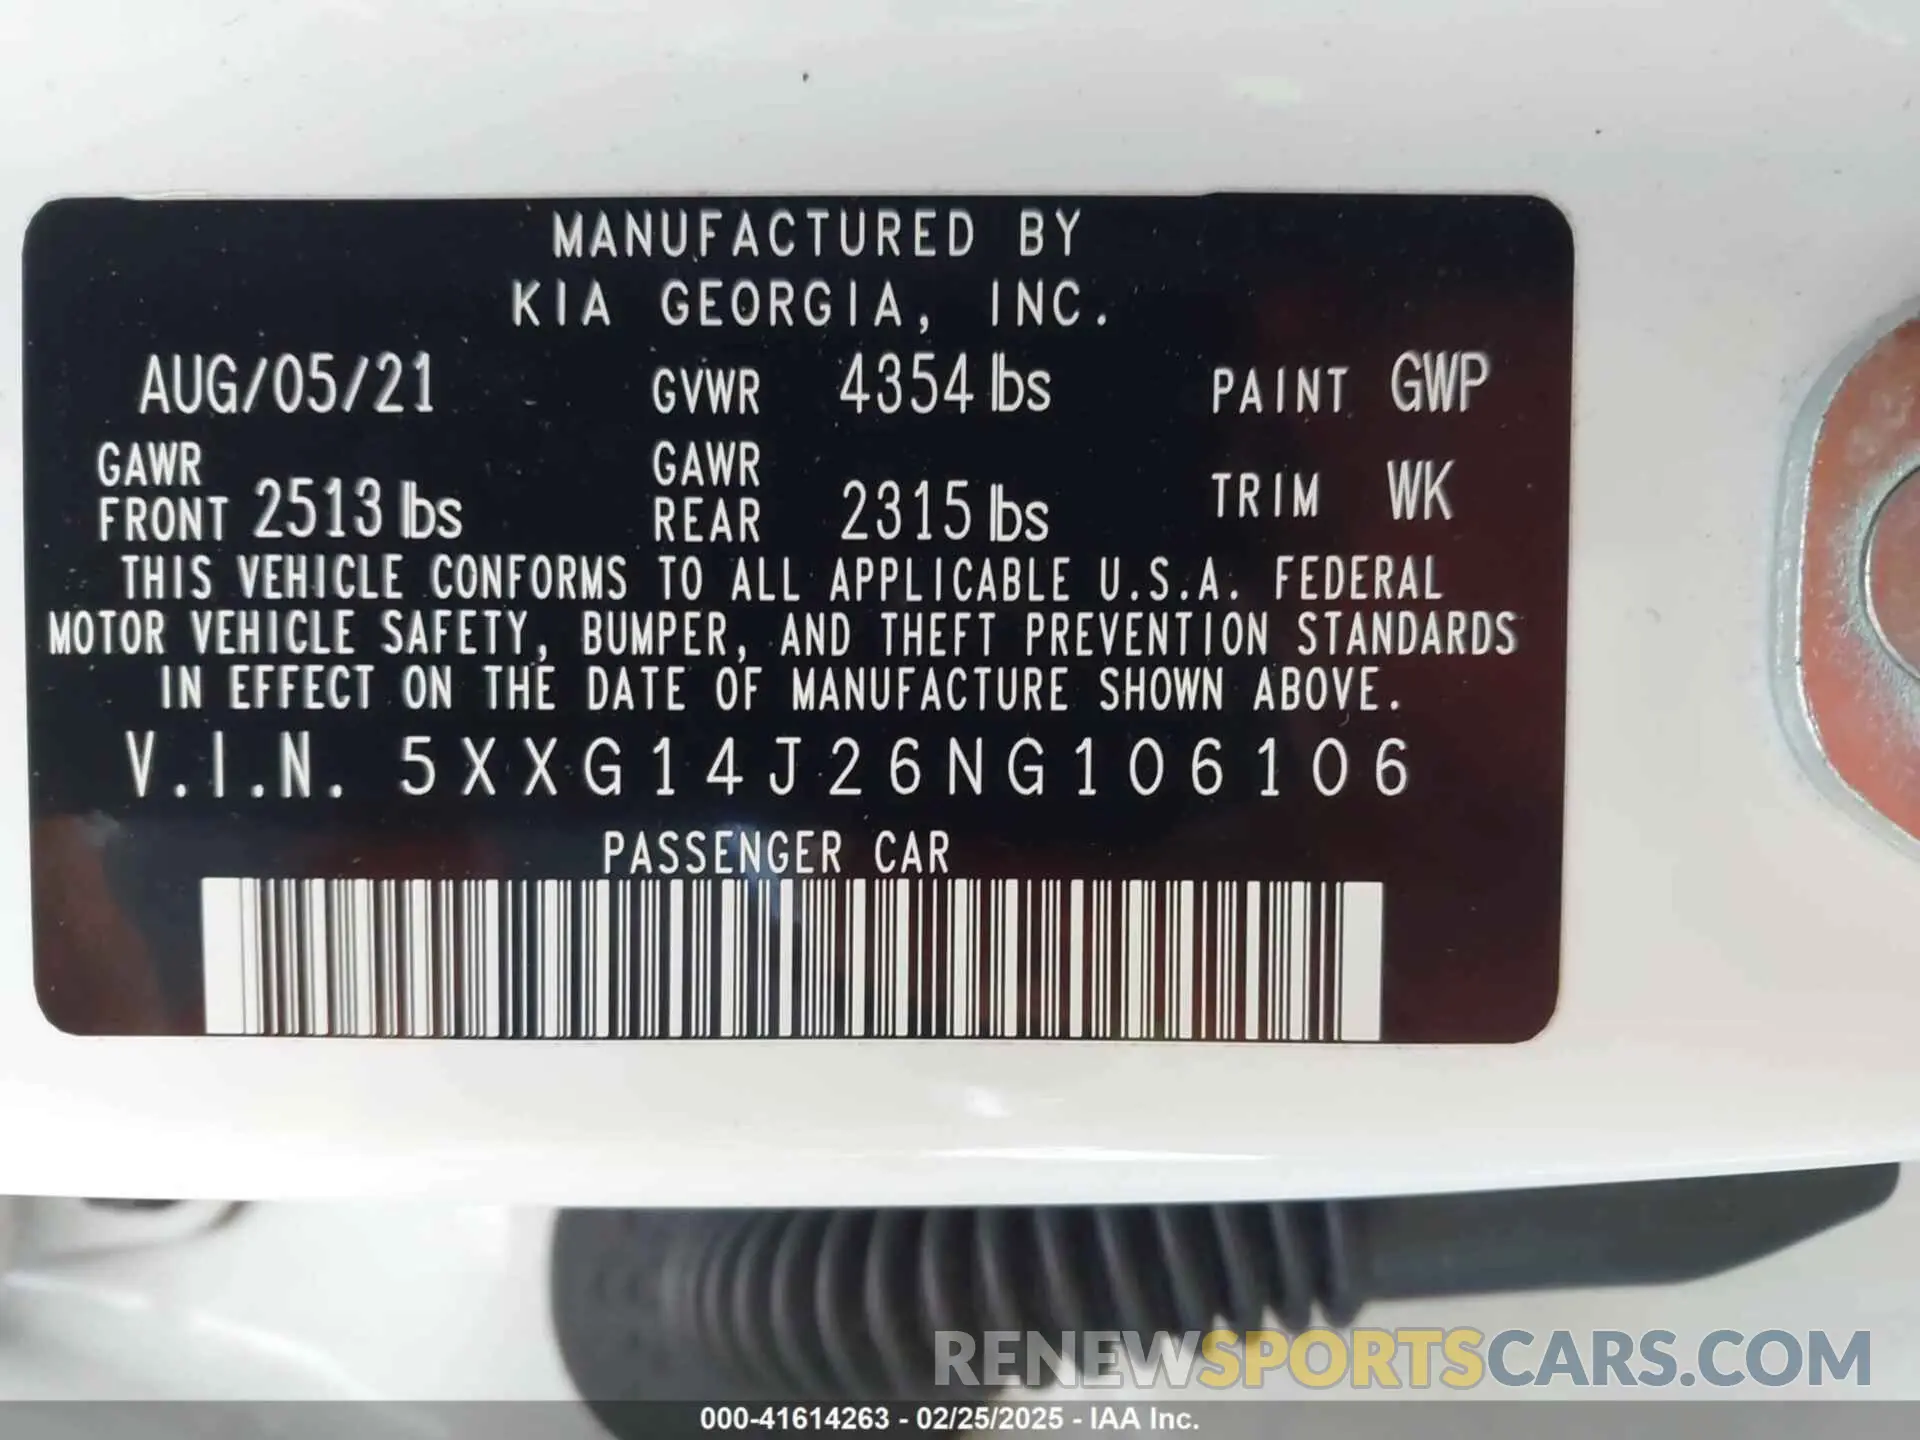 MANUFACTURED BY
KIA GEORGIA, INC.
AUG/05/21 GVWR 4354 lbs PAINT GWP
GAWR FRONT 2513 lbs GAWR REAR 2315 lbs TRIM WK
THIS VEHICLE CONFORMS TO ALL APPLICABLE U.S.A. FEDERAL
MOTOR VEHICLE SAFETY, BUMPER, AND THEFT PREVENTION STANDARDS
IN EFFECT ON THE DATE OF MANUFACTURE SHOWN ABOVE.
V.I.N. 5XXG14J26NG106106
PASSENGER CAR
RENEWSPORTSCARS.COM
000-41614263 - 02/25/2025 - IAA Inc.